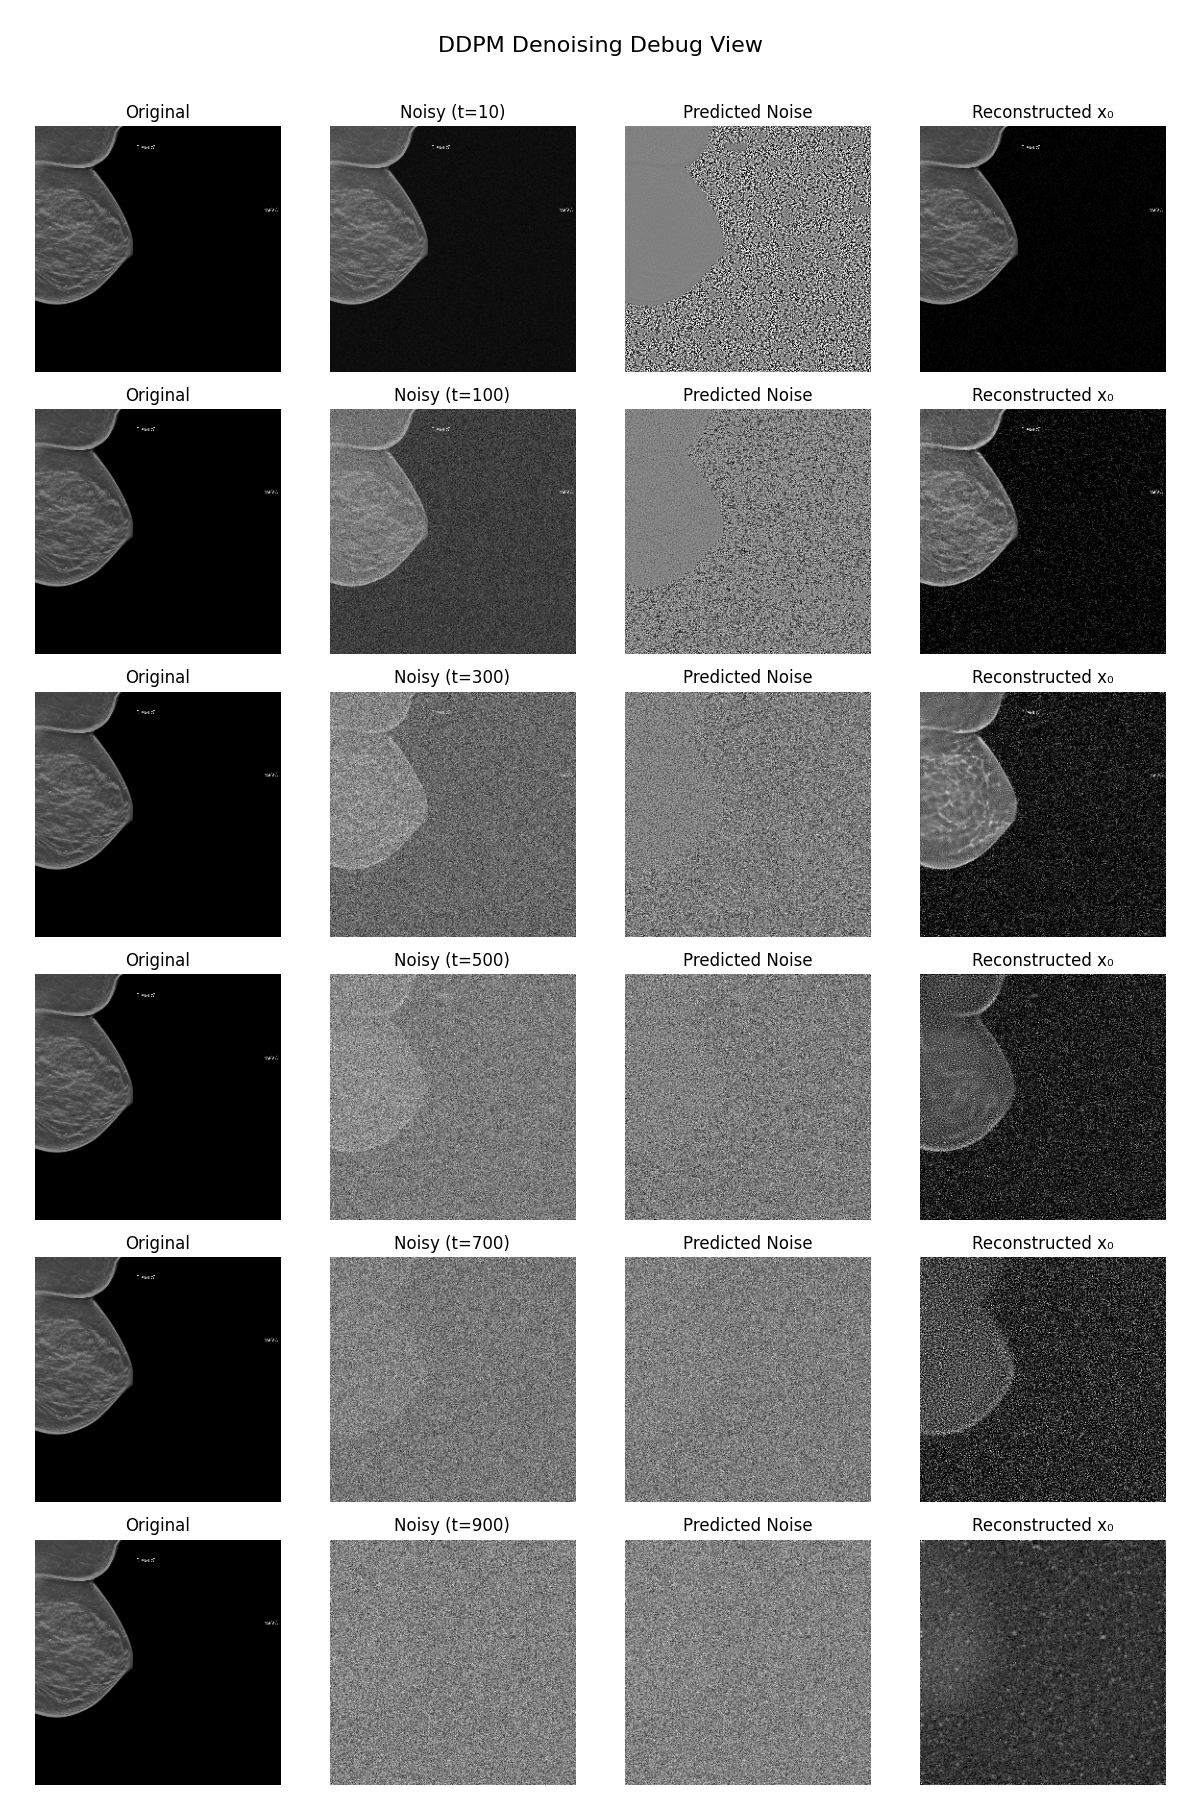 DDPM Denoising Debug View
Original Noisy (t=10) Predicted Noise Reconstructed x₀
Original Noisy (t=100) Predicted Noise Reconstructed x₀
Original Noisy (t=300) Predicted Noise Reconstructed x₀
Original Noisy (t=500) Predicted Noise Reconstructed x₀
Original Noisy (t=700) Predicted Noise Reconstructed x₀
Original Noisy (t=900) Predicted Noise Reconstructed x₀